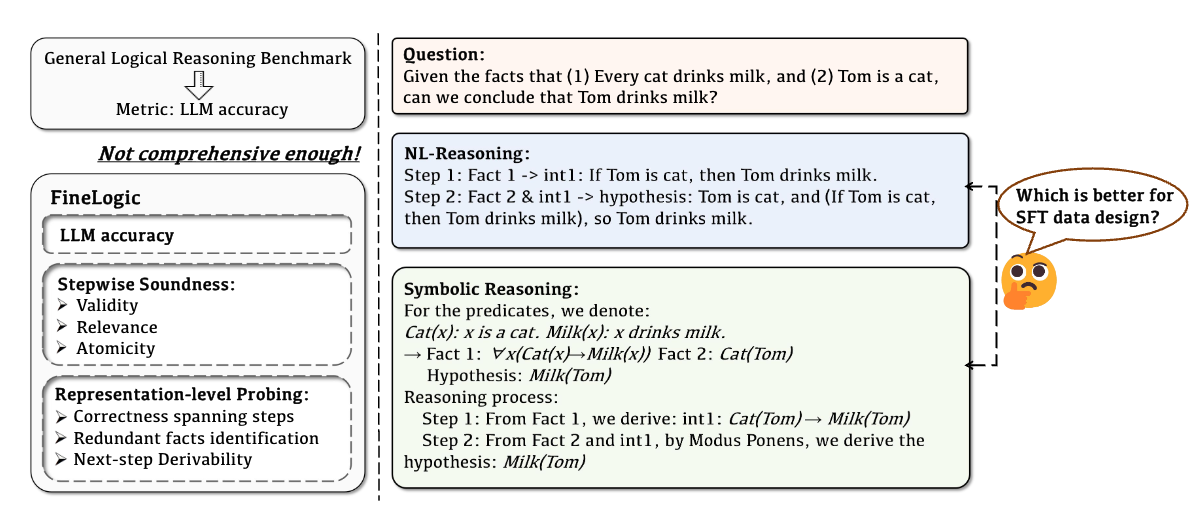 General Logical Reasoning Benchmark
Metric: LLM accuracy
Not comprehensive enough!
FineLogic
LLM accuracy
Stepwise Soundness:
➢ Validity
➢ Relevance
➢ Atomicity
Representation-level Probing:
➢ Correctness spanning steps
➢ Redundant facts identification
➢ Next-step Derivability
Question:
Given the facts that (1) Every cat drinks milk, and (2) Tom is a cat,
can we conclude that Tom drinks milk?
NL-Reasoning:
Step 1: Fact 1 -> int1: If Tom is cat, then Tom drinks milk.
Step 2: Fact 2 & int1 -> hypothesis: Tom is cat, and (If Tom is cat,
then Tom drinks milk), so Tom drinks milk.
Symbolic Reasoning:
For the predicates, we denote:
Cat(x): x is a cat. Milk(x): x drinks milk.
→ Fact 1: ∀x(Cat(x)→Milk(x)) Fact 2: Cat(Tom)
Hypothesis: Milk(Tom)
Reasoning process:
Step 1: From Fact 1, we derive: int1: Cat(Tom) → Milk(Tom)
Step 2: From Fact 2 and int1, by Modus Ponens, we derive the
hypothesis: Milk(Tom)
Which is better for
SFT data design?